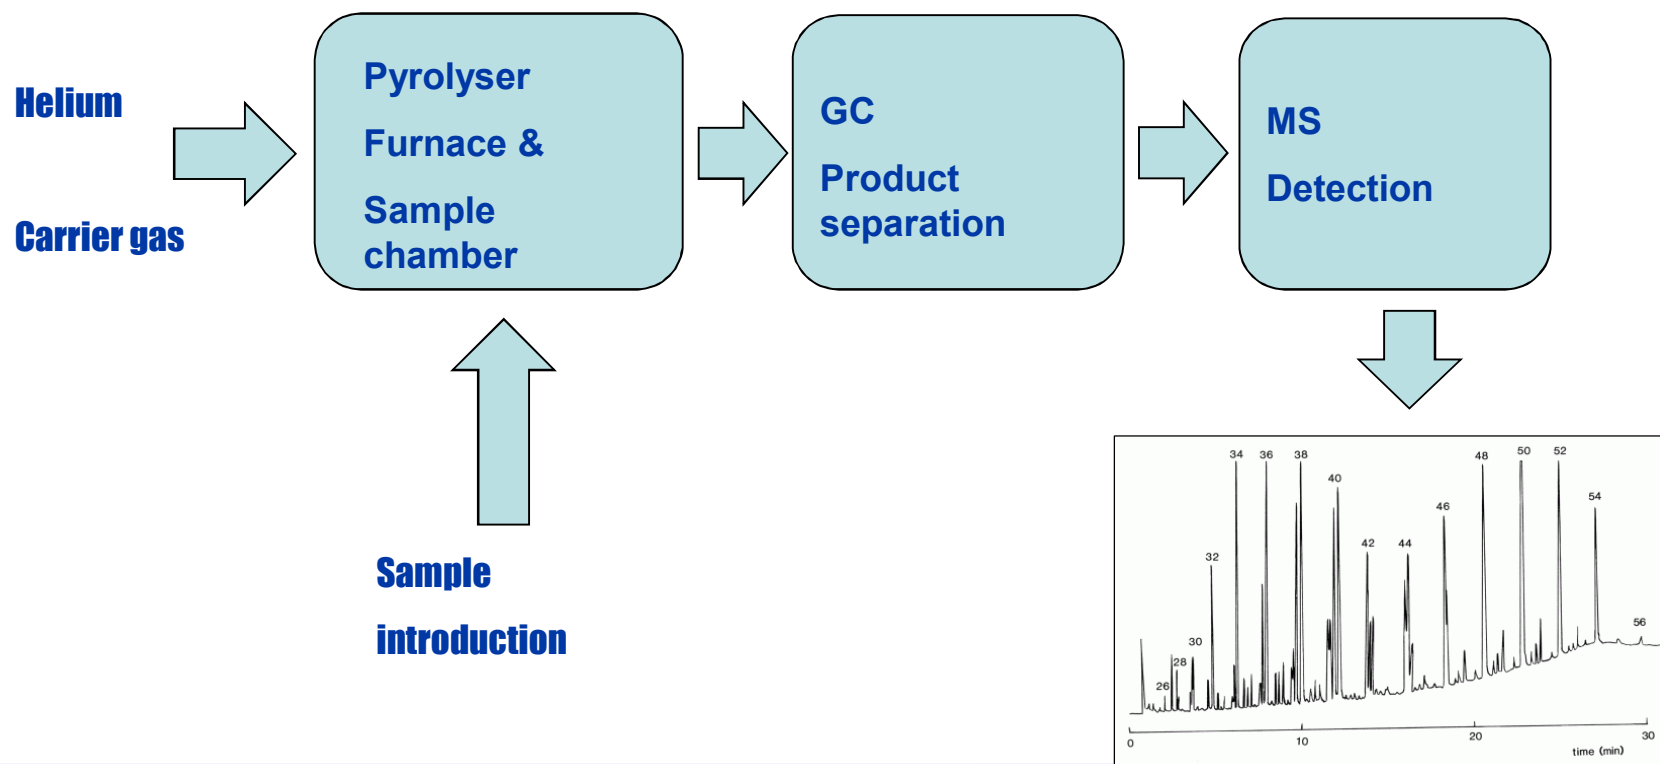 Helium
Carrier gas
Pyrolyser
Furnace &
Sample
chamber
GC
Product
separation
MS
Detection
Sample
introduction
34 36 38 48 50 52
40
46 54
42 44
32
30
28
26
56
0 10 20 30
time (min)